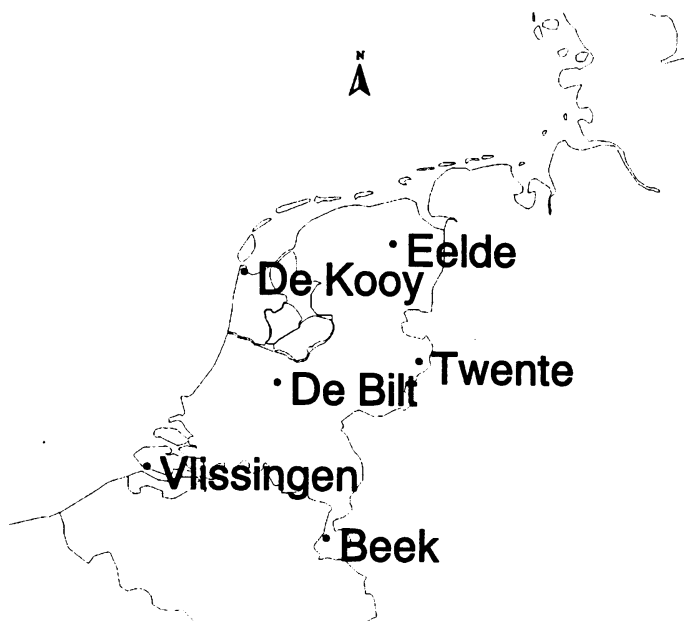 N
Eelde
De Kooy
Twente
De Bilt
Vlissingen
Beek